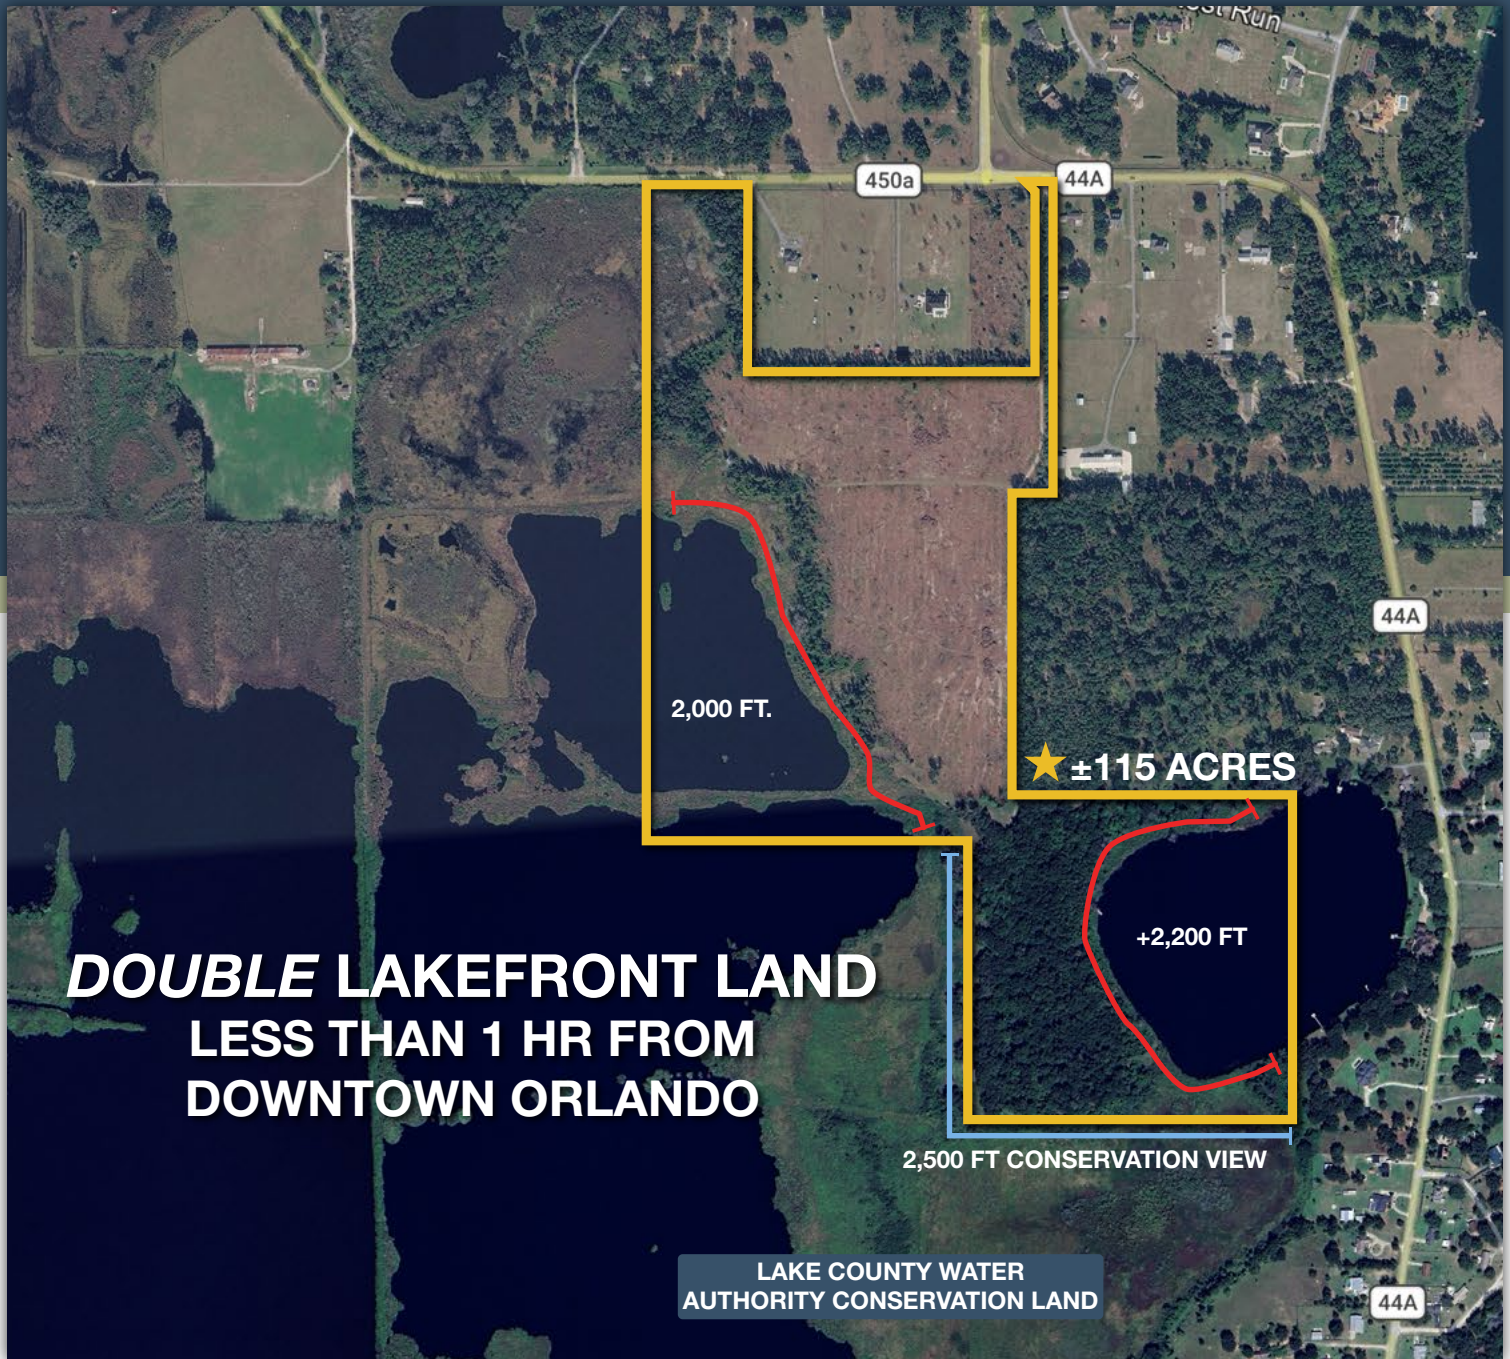 Run
450a
44A
44A
2,000 FT.
±115 ACRES
+2,200 FT
DOUBLE LAKEFRONT LAND
LESS THAN 1 HR FROM
DOWNTOWN ORLANDO
2,500 FT CONSERVATION VIEW
LAKE COUNTY WATER
AUTHORITY CONSERVATION LAND
44A